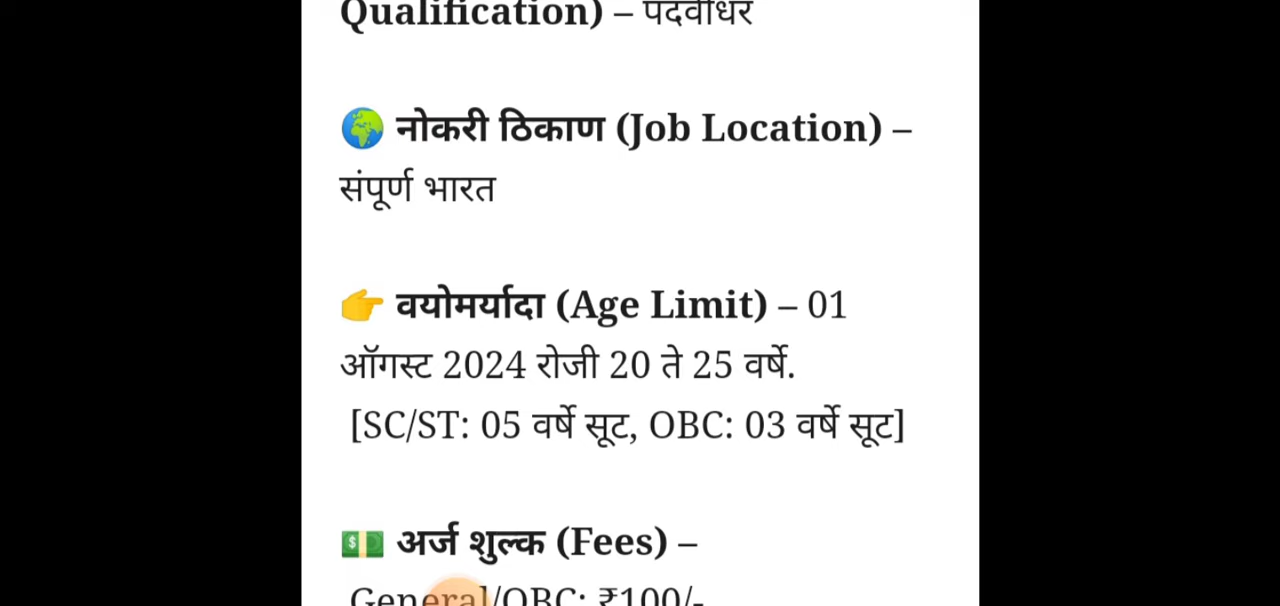 Qualification) – पदवीधर
🌍 नोकरी ठिकाण (Job Location) –
संपूर्ण भारत
👉 वयोमर्यादा (Age Limit) – 01
ऑगस्ट 2024 रोजी 20 ते 25 वर्षे.
[SC/ST: 05 वर्षे सूट, OBC: 03 वर्षे सूट]
💵 अर्ज शुल्क (Fees) –
General/OBC: ₹100/-